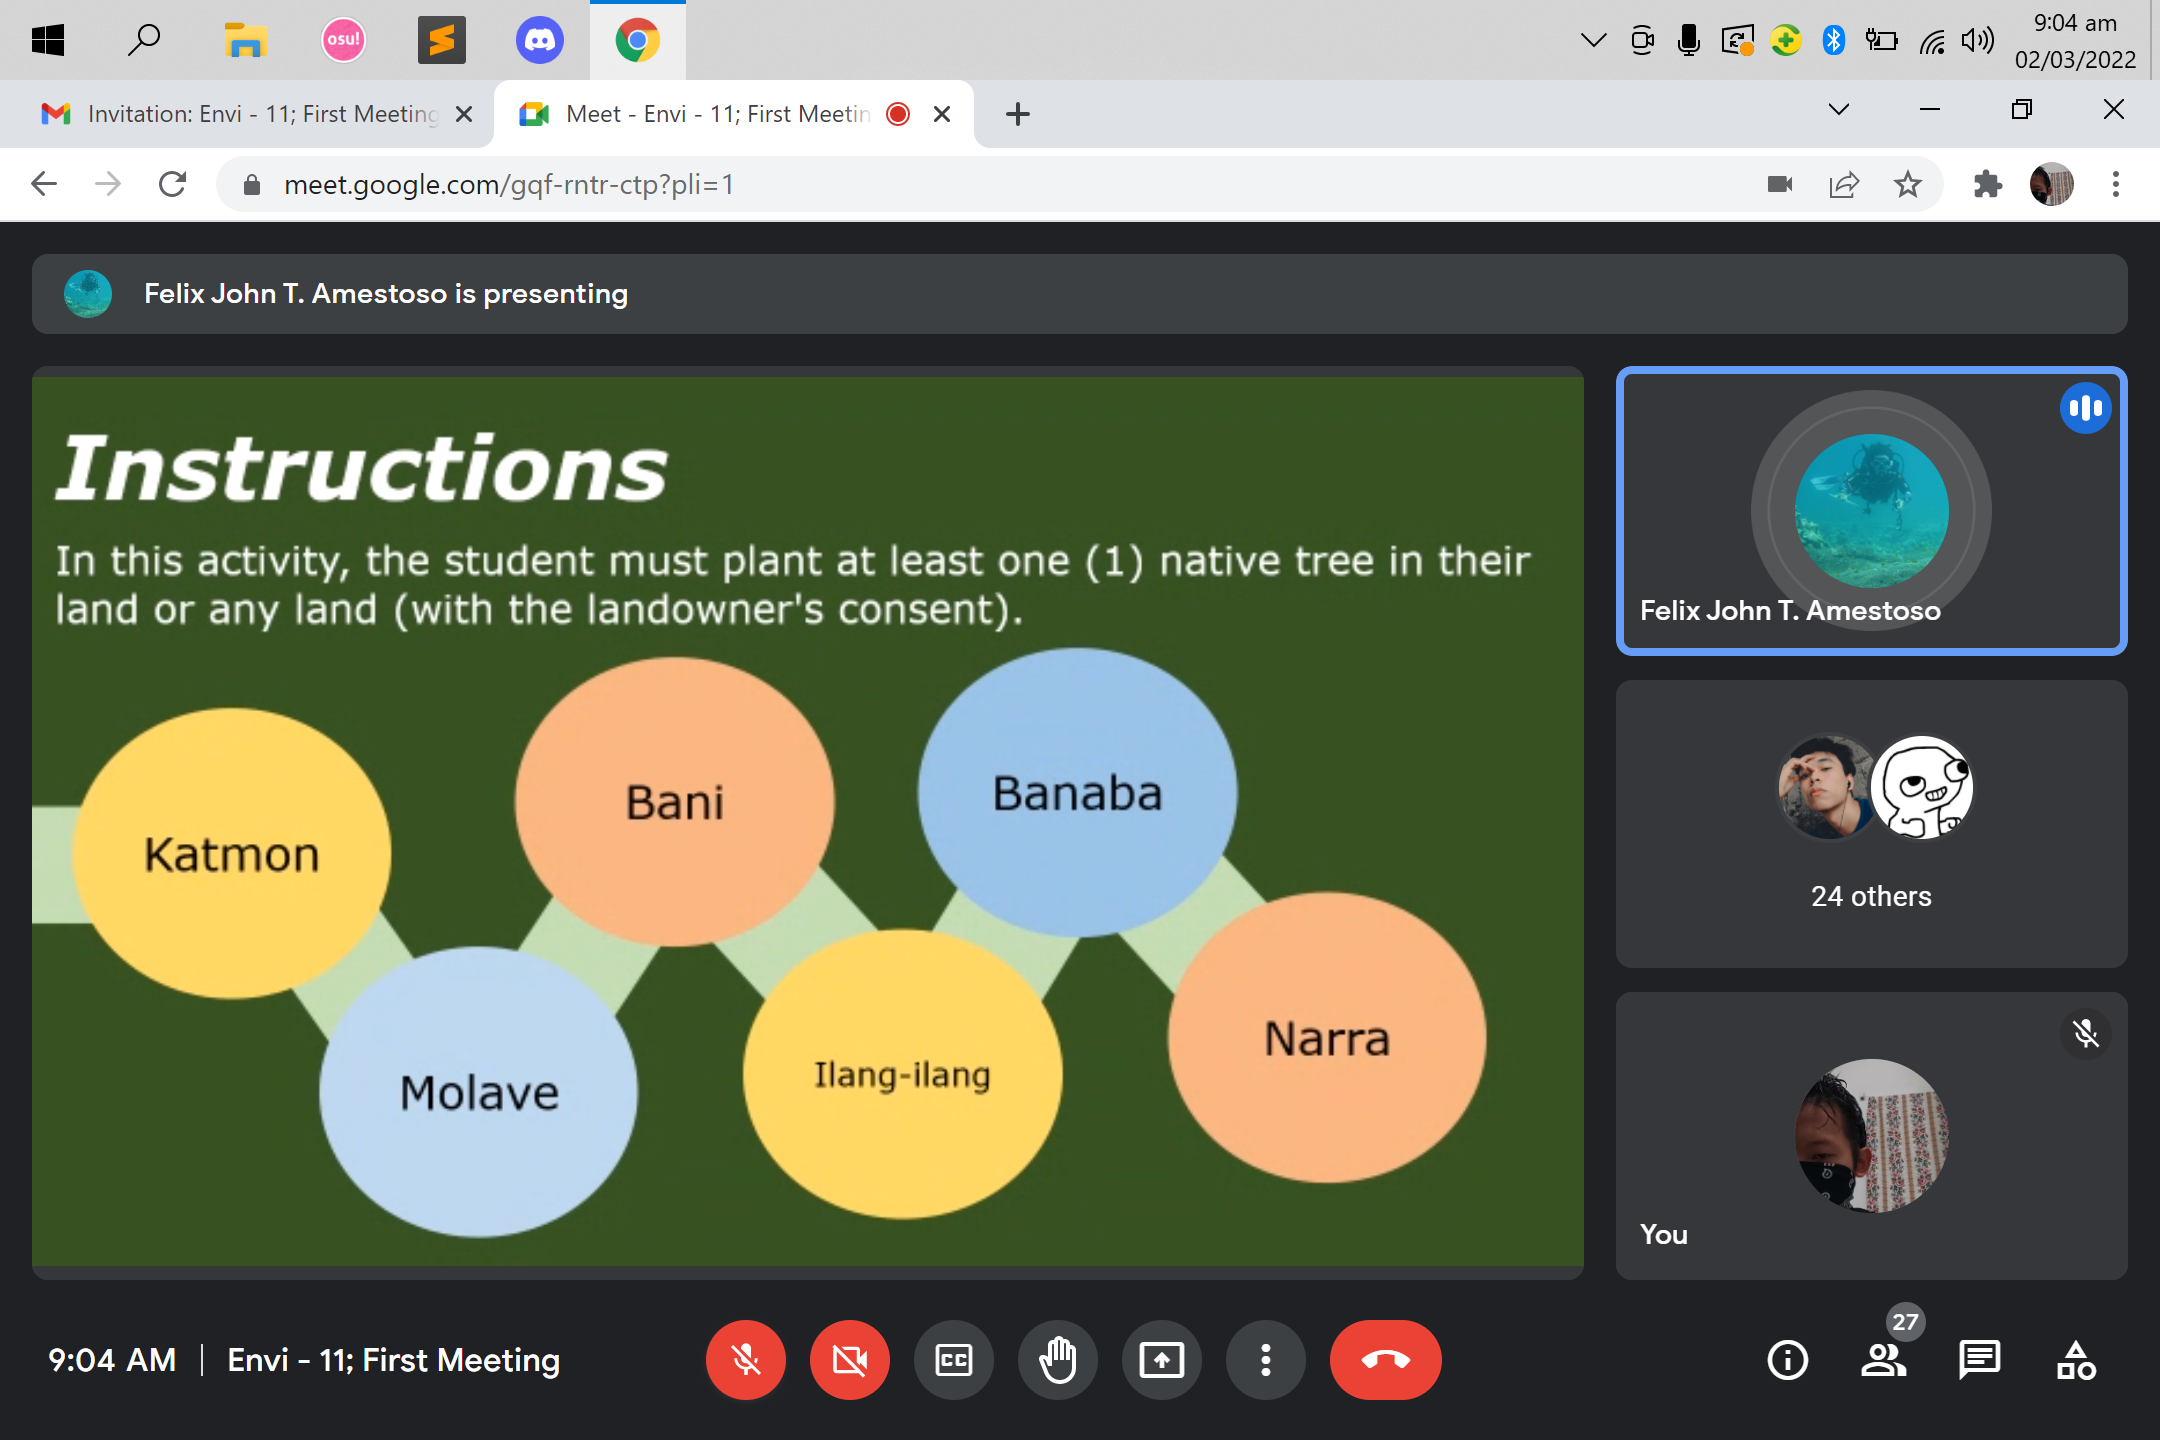 osu!
9:04 am
02/03/2022
Invitation: Envi - 11; First Meeting
Meet - Envi - 11; First Meetin
meet.google.com/gqf-rntr-ctp?pli=1
Felix John T. Amestoso is presenting
Instructions
In this activity, the student must plant at least one (1) native tree in their
land or any land (with the landowner's consent).
Katmon
Molave
Bani
Ilang-ilang
Banaba
Narra
Felix John T. Amestoso
24 others
You
9:04 AM | Envi - 11; First Meeting
CC
27